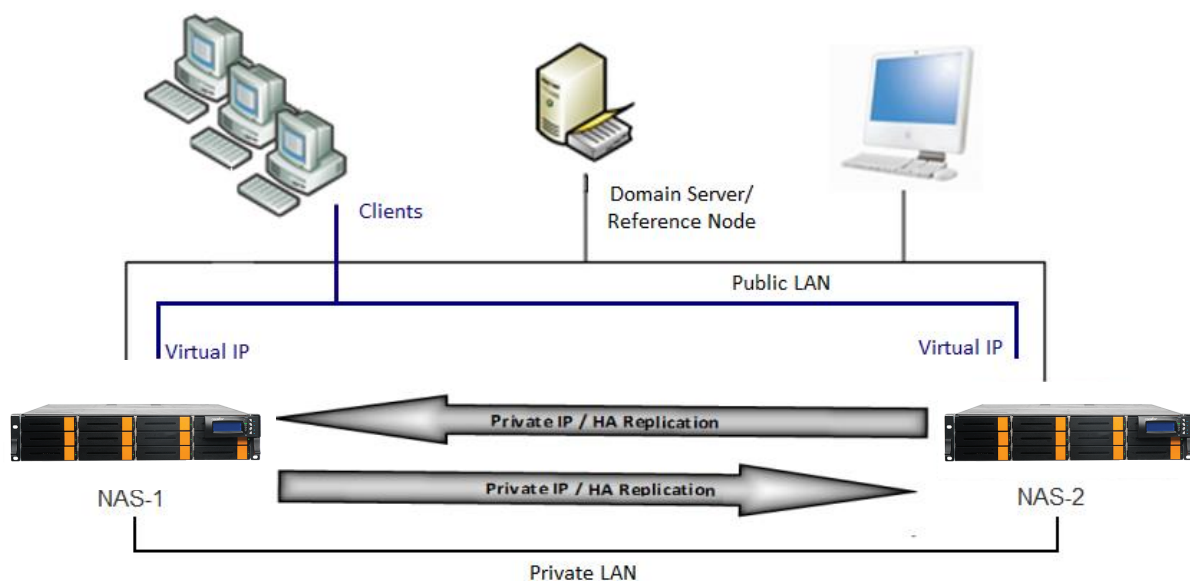 Clients
Domain Server/
Reference Node
Public LAN
Virtual IP
Virtual IP
Private IP / HA Replication
Private IP / HA Replication
NAS-1
NAS-2
Private LAN